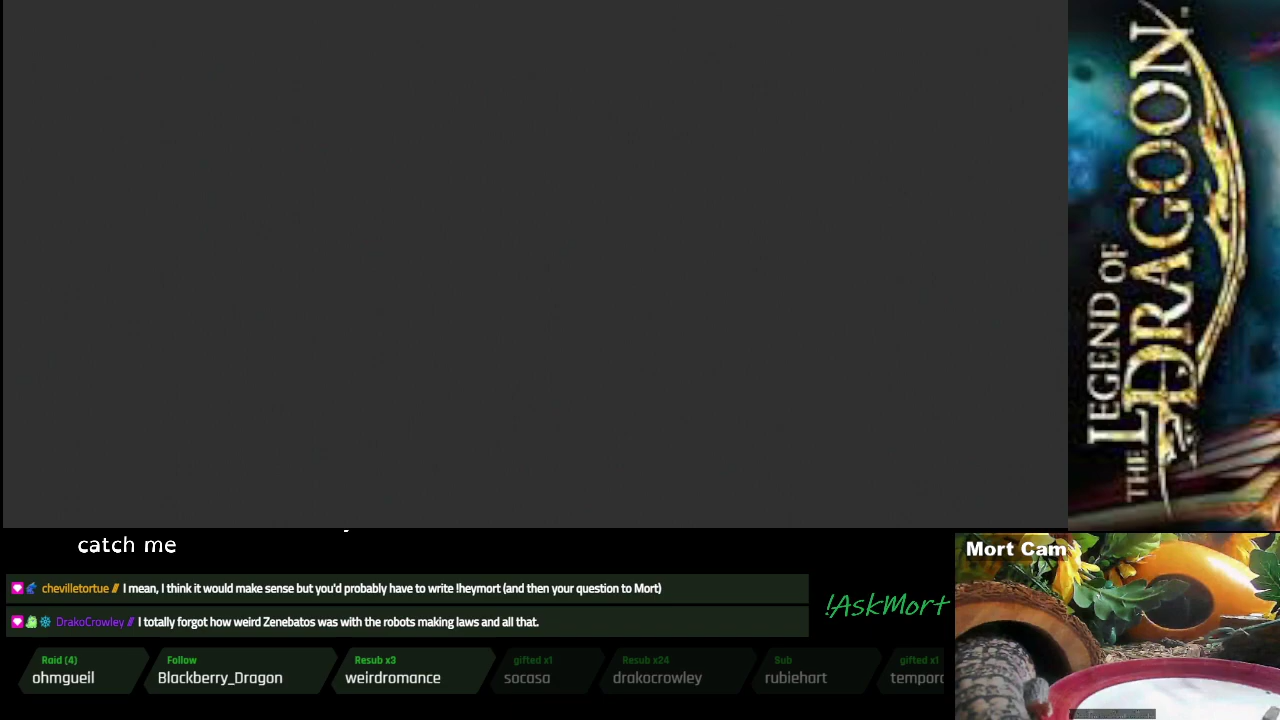 THE LEGEND OF DRAGOON
catch me
chevilletortue // I mean, I think it would make sense but you'd probably have to write !heymort (and then your question to Mort)
DrakoCrowley // I totally forgot how weird Zenebatos was with the robots making laws and all that.
!AskMort
Mort Cam
Raid (4)
ohmgueil
Follow
Blackberry_Dragon
Resub x3
weirdromance
gifted x1
socasa
Resub x24
drakocrowley
Sub
rubiehart
gifted x1
temporc